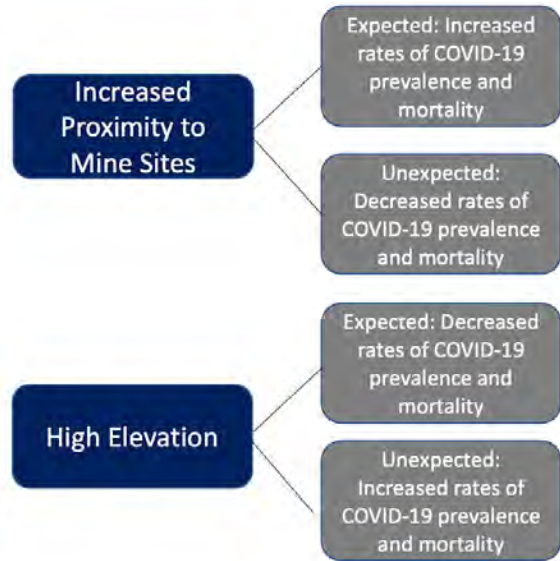 Increased
Proximity to
Mine Sites
Expected: Increased
rates of COVID-19
prevalence and
mortality
Unexpected:
Decreased rates of
COVID-19 prevalence
and mortality
High Elevation
Expected: Decreased
rates of COVID-19
prevalence and
mortality
Unexpected:
Increased rates of
COVID-19 prevalence
and mortality